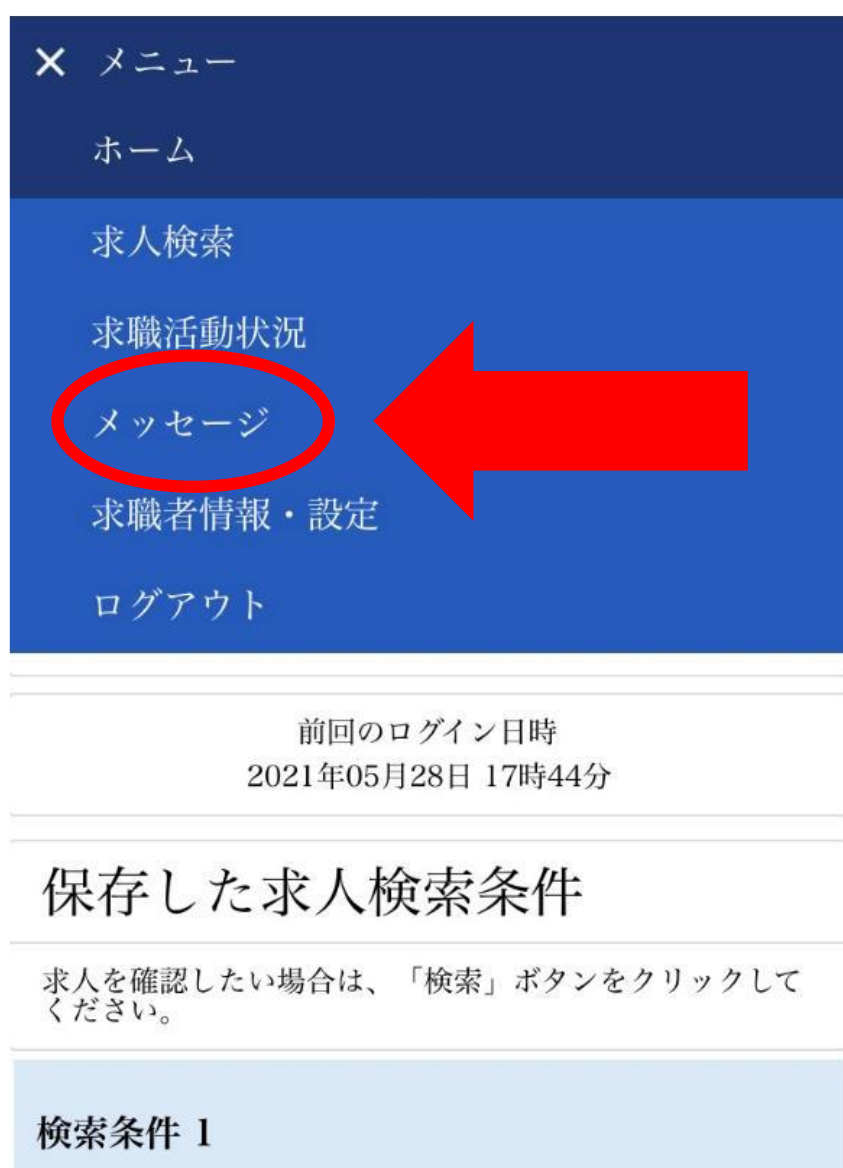 × メニュー
ホーム
求人検索
求職活動状況
メッセージ
求職者情報・設定
ログアウト
前回のログイン日時
2021年05月28日 17時44分
保存した求人検索条件
求人を確認したい場合は、「検索」ボタンをクリックして
ください。
検索条件 1